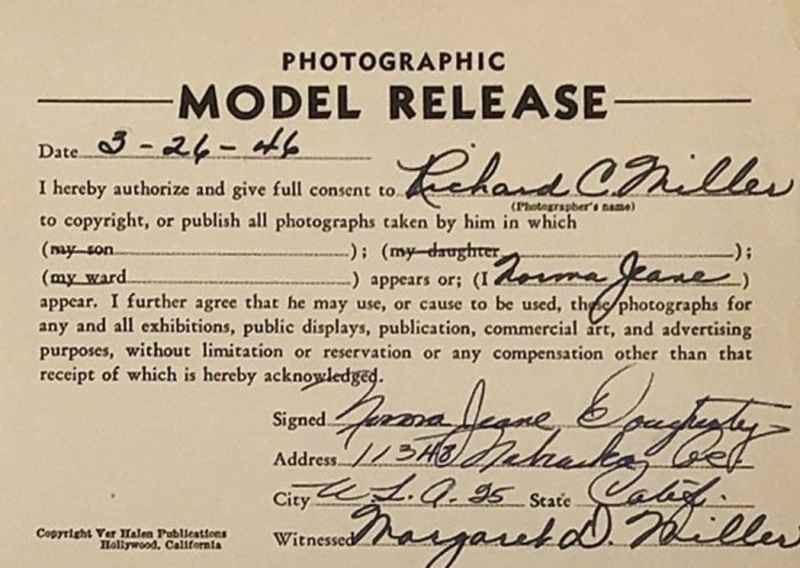 PHOTOGRAPHIC
MODEL RELEASE
Date 3-26-46
I hereby authorize and give full consent to Richard C. Miller
(Photographer's name)
to copyright, or publish all photographs taken by him in which
(my son ); (my daughter );
(my ward ) appears or; (I Norma Jeane )
appear. I further agree that he may use, or cause to be used, these photographs for
any and all exhibitions, public displays, publication, commercial art, and advertising
purposes, without limitation or reservation or any compensation other than that
receipt of which is hereby acknowledged.
Signed Norma Jeane Dougherty
Address 11348 Nebraska
City W. L. A. 25 State Calif.
Witnessed Margaret D. Miller
Copyright Ver Halen Publications
Hollywood, California